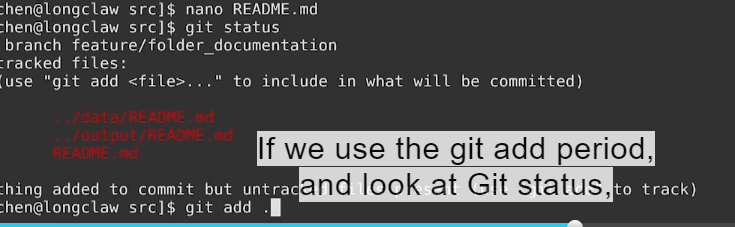 chen@longclaw src]$ nano README.md
chen@longclaw src]$ git status
branch feature/folder_documentation
tracked files:
(use "git add <file>..." to include in what will be committed)
../data/README.md
../output/README.md
README.md
If we use the git add period,
and look at Git status,
thing added to commit but untrac to track)
chen@longclaw src]$ git add .